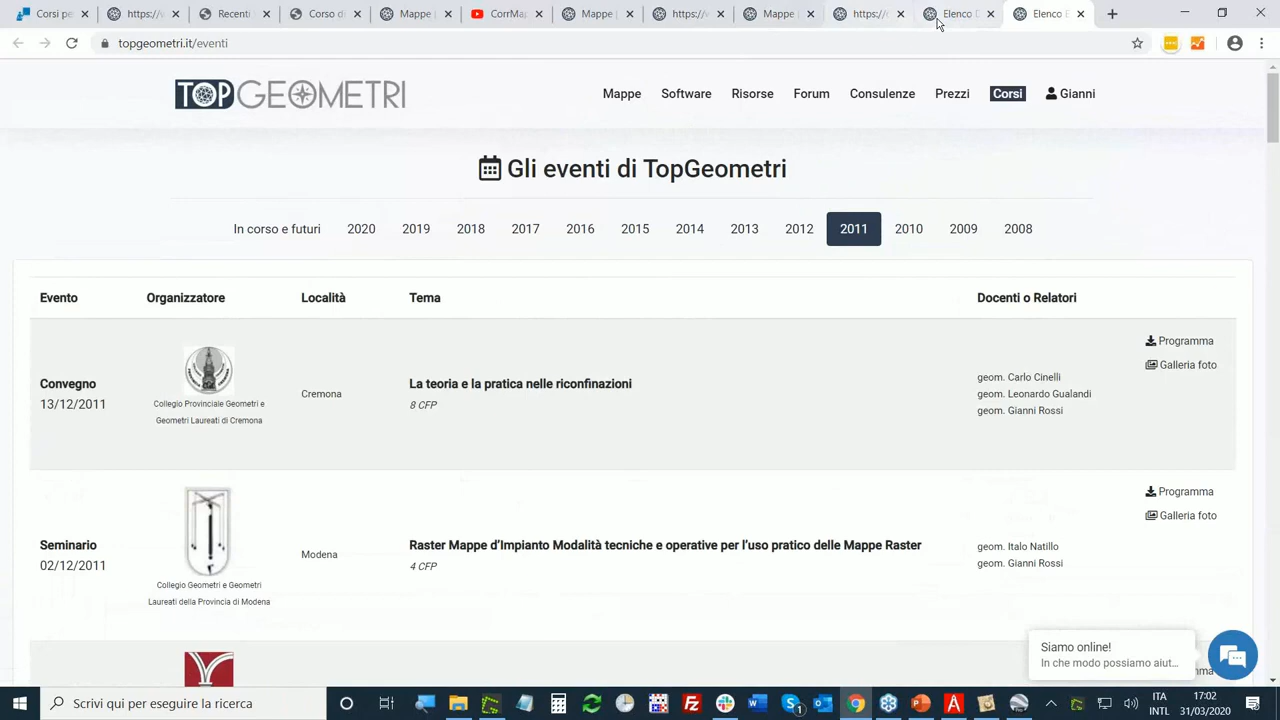 Corsi e
https:/
Recenti
Corso di
Mappe |
CorrMap
Mappe [
https://
Mappe
https://
Elenco
Elenco E
topgeometri.it/eventi
TOPGEOMETRI
Mappe Software Risorse Forum Consulenze Prezzi Corsi Gianni
Gli eventi di TopGeometri
In corso e futuri 2020 2019 2018 2017 2016 2015 2014 2013 2012 2011 2010 2009 2008
Evento Organizzatore Località Tema Docenti o Relatori
Convegno
13/12/2011
Collegio Provinciale Geometri e
Geometri Laureati di Cremona
Cremona
La teoria e la pratica nelle riconfinazioni
8 CFP
geom. Carlo Cinelli
geom. Leonardo Gualandi
geom. Gianni Rossi
Programma
Galleria foto
Seminario
02/12/2011
Collegio Geometri e Geometri
Laureati della Provincia di Modena
Modena
Raster Mappe d'Impianto Modalità tecniche e operative per l'uso pratico delle Mappe Raster
4 CFP
geom. Italo Natillo
geom. Gianni Rossi
Programma
Galleria foto
Siamo online!
In che modo possiamo aiut...
Scrivi qui per eseguire la ricerca
ITA
INTL
17:02
31/03/2020